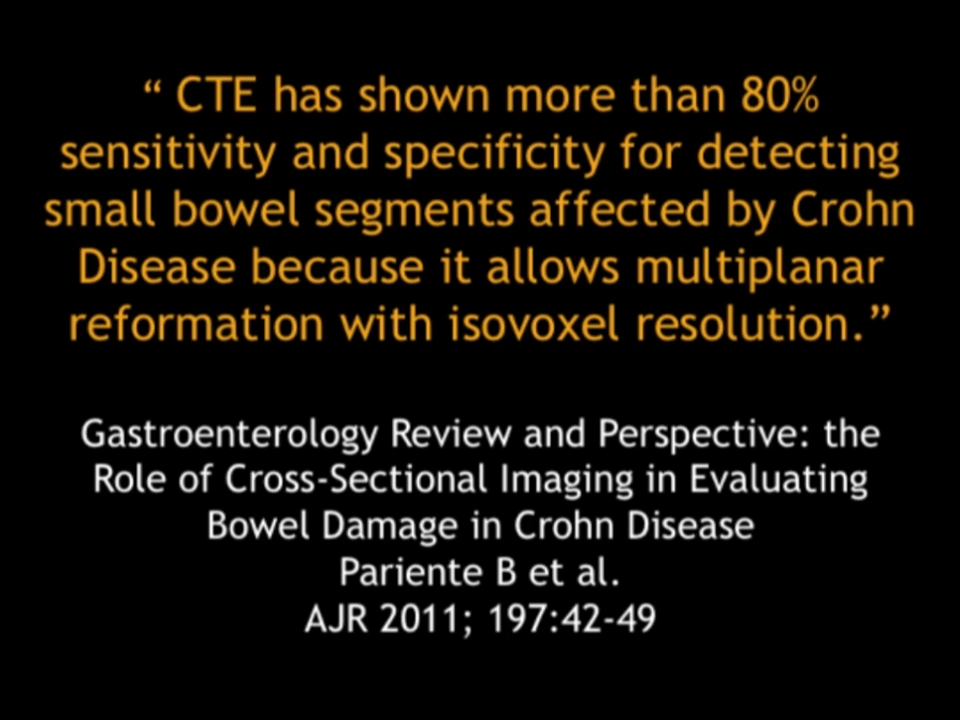 “ CTE has shown more than 80%
sensitivity and specificity for detecting
small bowel segments affected by Crohn
Disease because it allows multiplanar
reformation with isovoxel resolution.”
Gastroenterology Review and Perspective: the
Role of Cross-Sectional Imaging in Evaluating
Bowel Damage in Crohn Disease
Pariente B et al.
AJR 2011; 197:42-49